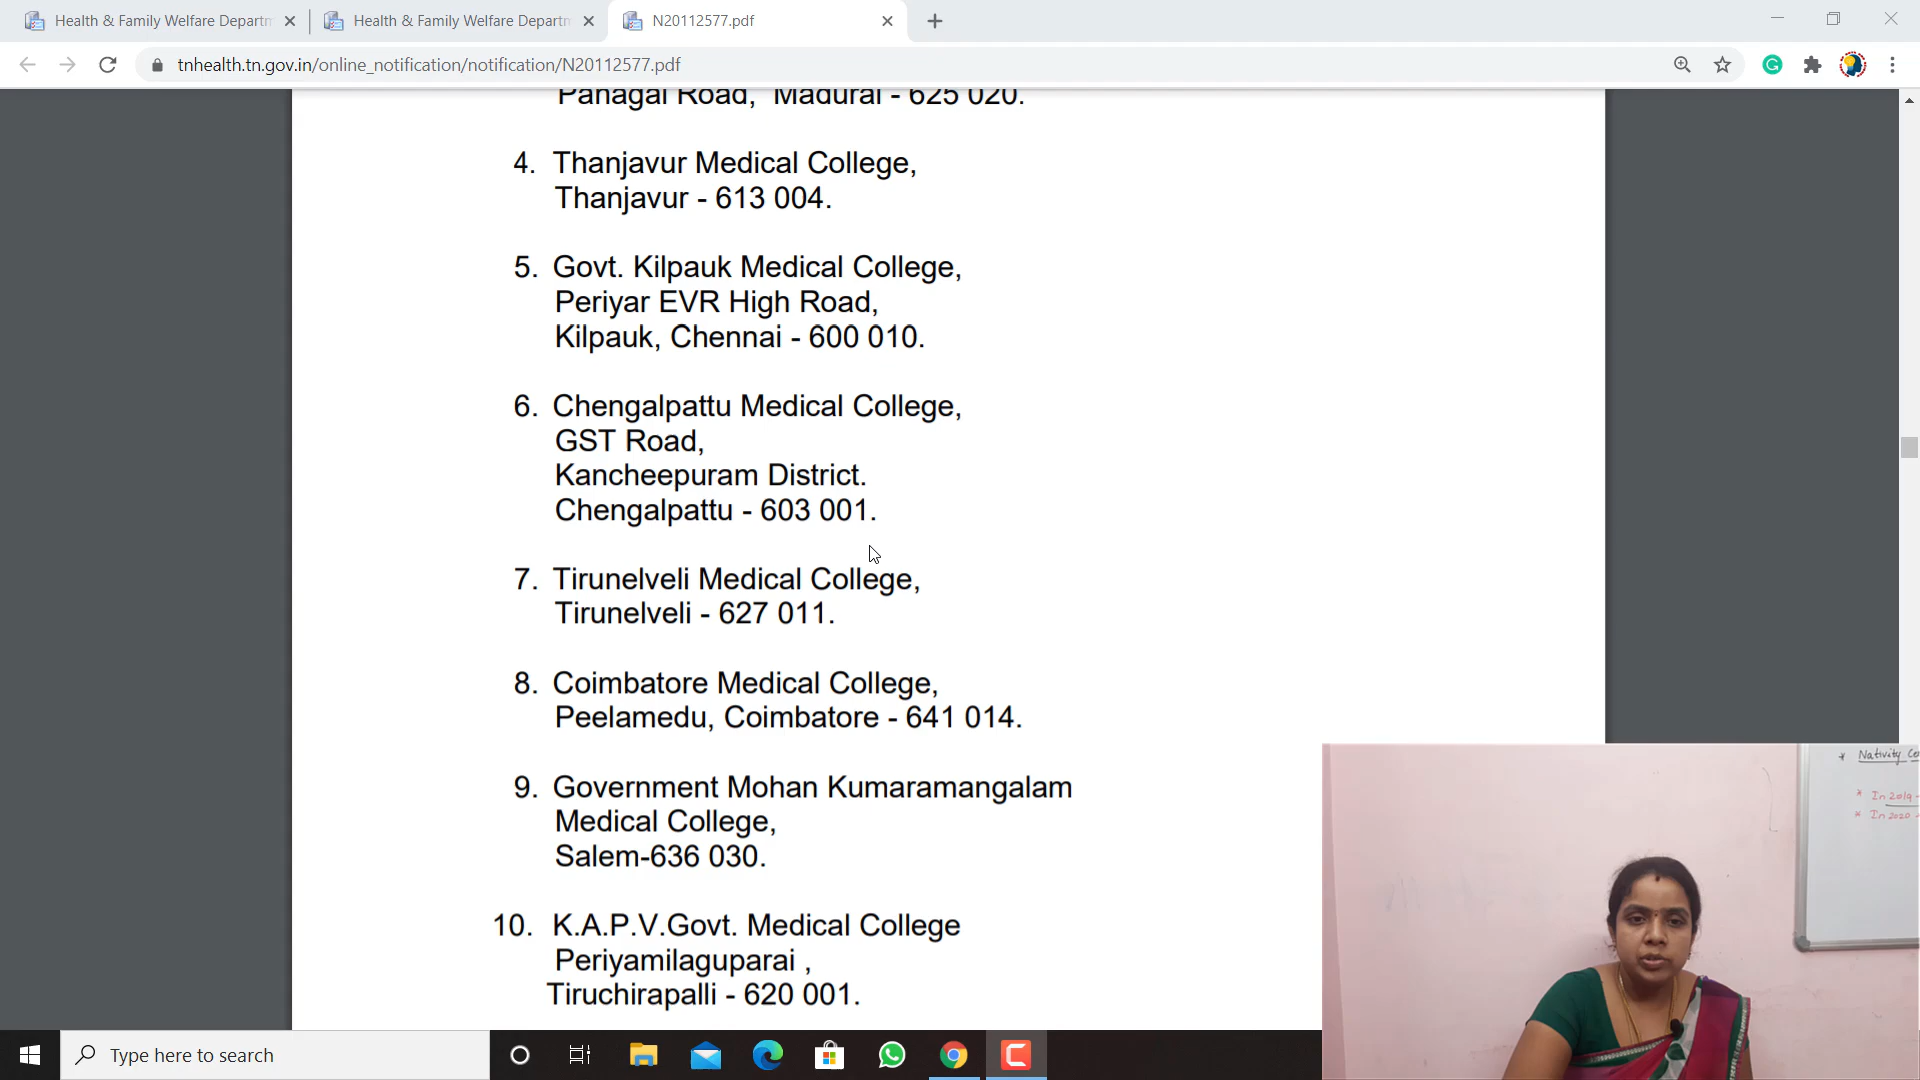 Health & Family Welfare Departm
Health & Family Welfare Departm
N20112577.pdf
tnhealth.tn.gov.in/online_notification/notification/N20112577.pdf
Panagal Road, Madurai - 625 020.
4. Thanjavur Medical College,
Thanjavur - 613 004.
5. Govt. Kilpauk Medical College,
Periyar EVR High Road,
Kilpauk, Chennai - 600 010.
6. Chengalpattu Medical College,
GST Road,
Kancheepuram District.
Chengalpattu - 603 001.
7. Tirunelveli Medical College,
Tirunelveli - 627 011.
8. Coimbatore Medical College,
Peelamedu, Coimbatore - 641 014.
9. Government Mohan Kumaramangalam
Medical College,
Salem-636 030.
10. K.A.P.V.Govt. Medical College
Periyamilaguparai ,
Tiruchirapalli - 620 001.
* Nativity Ce
* In 2019 -
* In 2020 -
Type here to search